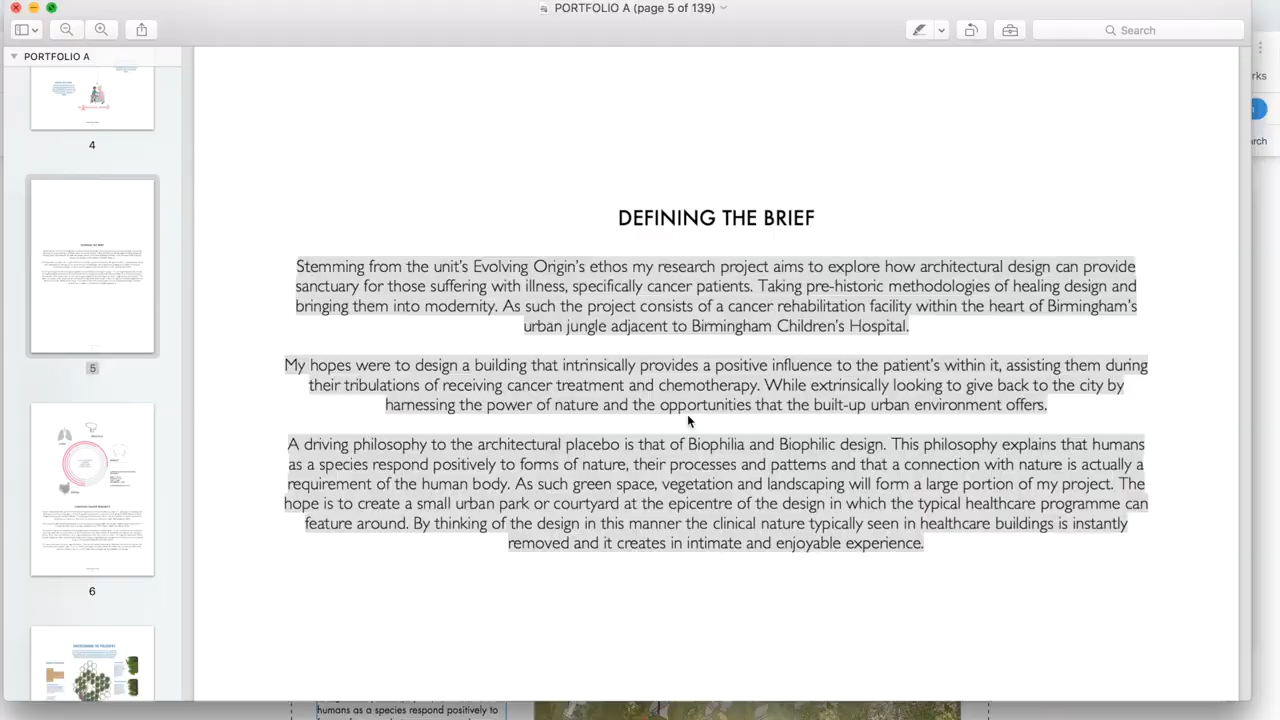 PORTFOLIO A (page 5 of 139)
Search
PORTFOLIO A
4
5
6
DEFINING THE BRIEF
Stemming from the unit's Evolving Origin's ethos my research project aims to explore how architectural design can provide
sanctuary for those suffering with illness, specifically cancer patients. Taking pre-historic methodologies of healing design and
bringing them into modernity. As such the project consists of a cancer rehabilitation facility within the heart of Birmingham's
urban jungle adjacent to Birmingham Children's Hospital.
My hopes were to design a building that intrinsically provides a positive influence to the patient's within it, assisting them during
their tribulations of receiving cancer treatment and chemotherapy. While extrinsically looking to give back to the city by
harnessing the power of nature and the opportunities that the built-up urban environment offers.
A driving philosophy to the architectural placebo is that of Biophilia and Biophilic design. This philosophy explains that humans
as a species respond positively to forms of nature, their processes and patterns and that a connection with nature is actually a
requirement of the human body. As such green space, vegetation and landscaping will form a large portion of my project. The
hope is to create a small urban park or courtyard at the epicentre of the design in which the typical healthcare programme can
feature around. By thinking of the design in this manner the clinical nature typically seen in healthcare buildings is instantly
removed and it creates in intimate and enjoyable experience.
rks
rch
humans as a species respond positively to